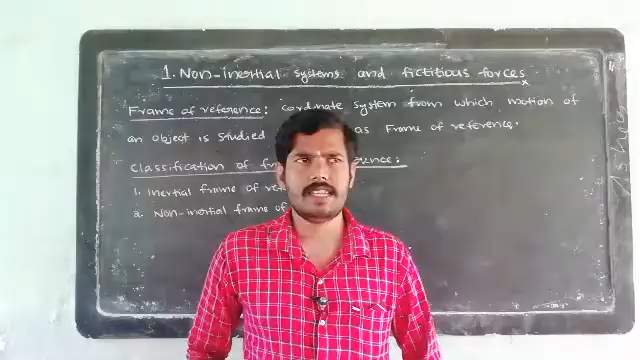 1. Non-inertial systems and fictitious forces
Frame of reference: coordinate system from which motion of
an object is studied as Frame of reference.
Classification of
1. Inertial frame of
2. Non-inertial frame of